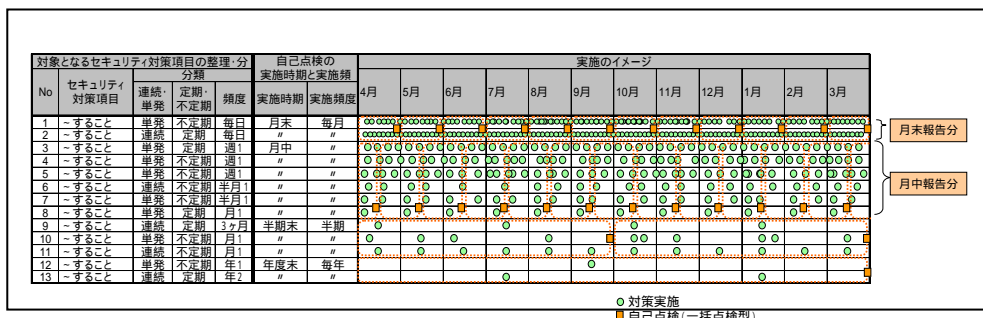 対象となるセキュリティ対策項目の整理・分 自己点検の 実施時期と実施頻 実施のイメージ
No セキュリティ 対策項目 分類 連続・単発 定期・不定期 頻度 実施時期 実施頻度 4月 5月 6月 7月 8月 9月 10月 11月 12月 1月 2月 3月
1 ~すること 単発 不定期 毎日 月末 毎月
2 ~すること 連続 定期 毎日 〃 〃
月末報告分
3 ~すること 単発 定期 週1 月中 〃
4 ~すること 単発 不定期 週1 〃 〃
5 ~すること 連続 不定期 週1 〃 〃
6 ~すること 連続 不定期 半月1 〃 〃
月中報告分
7 ~すること 単発 不定期 半月1 〃 〃
8 ~すること 単発 定期 月1 〃 〃
9 ~すること 連続 定期 3ヶ月 半期末 半期
10 ~すること 単発 不定期 月1 〃 〃
11 ~すること 連続 不定期 月1 〃 〃
12 ~すること 単発 不定期 年1 年度末 毎年
13 ~すること 連続 定期 年2 〃 〃
対策実施
自己点検(一括点検型)